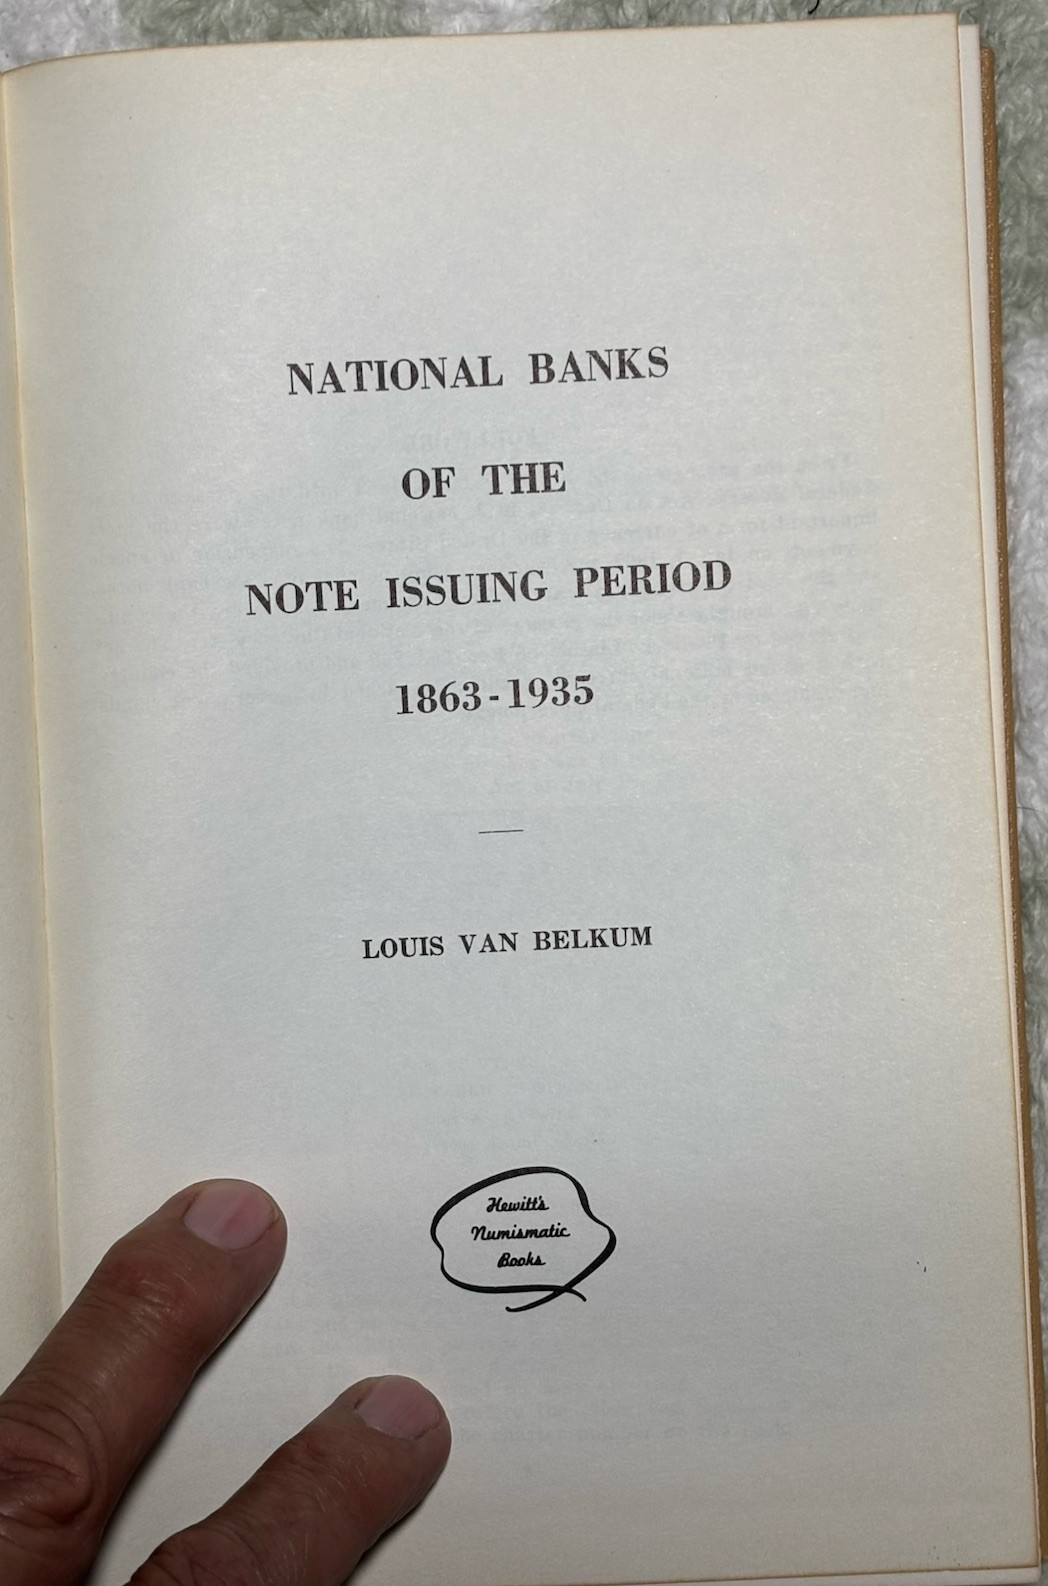 NATIONAL BANKS
OF THE
NOTE ISSUING PERIOD
1863-1935
LOUIS VAN BELKUM
Hewitt's
Numismatic
Books